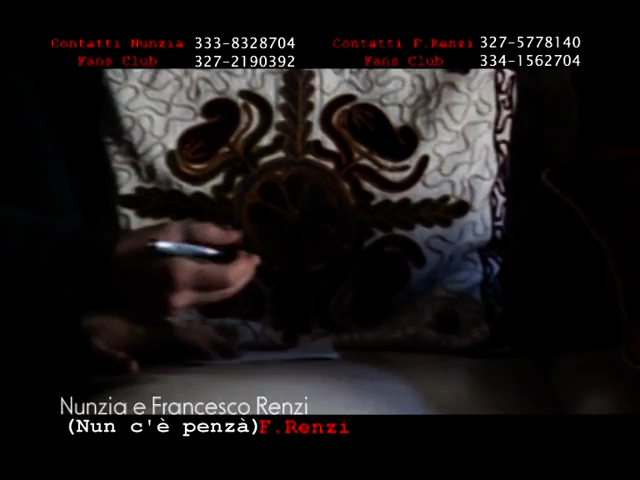 Contatti Nunzia 333-8328704 Contatti F.Renzi 327-5778140
Fans Club 327-2190392 Fans Club 334-1562704
Nunzia e Francesco Renzi
(Nun c'è penzà)F.Renzi